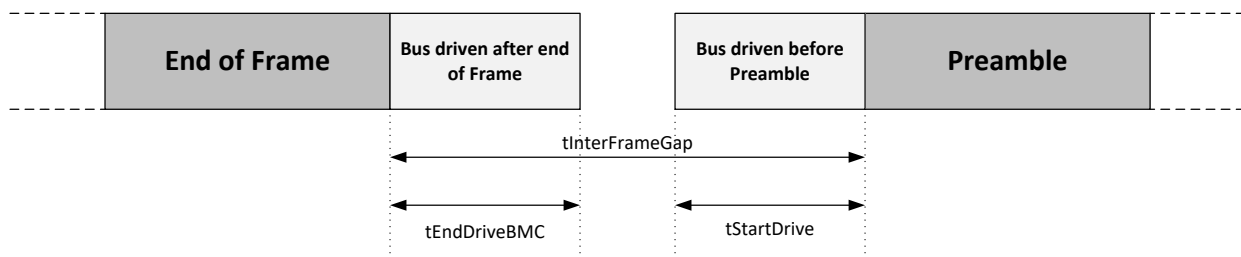 End of Frame
Bus driven after end
of Frame
Bus driven before
Preamble
Preamble
tInterFrameGap
tEndDriveBMC
tStartDrive